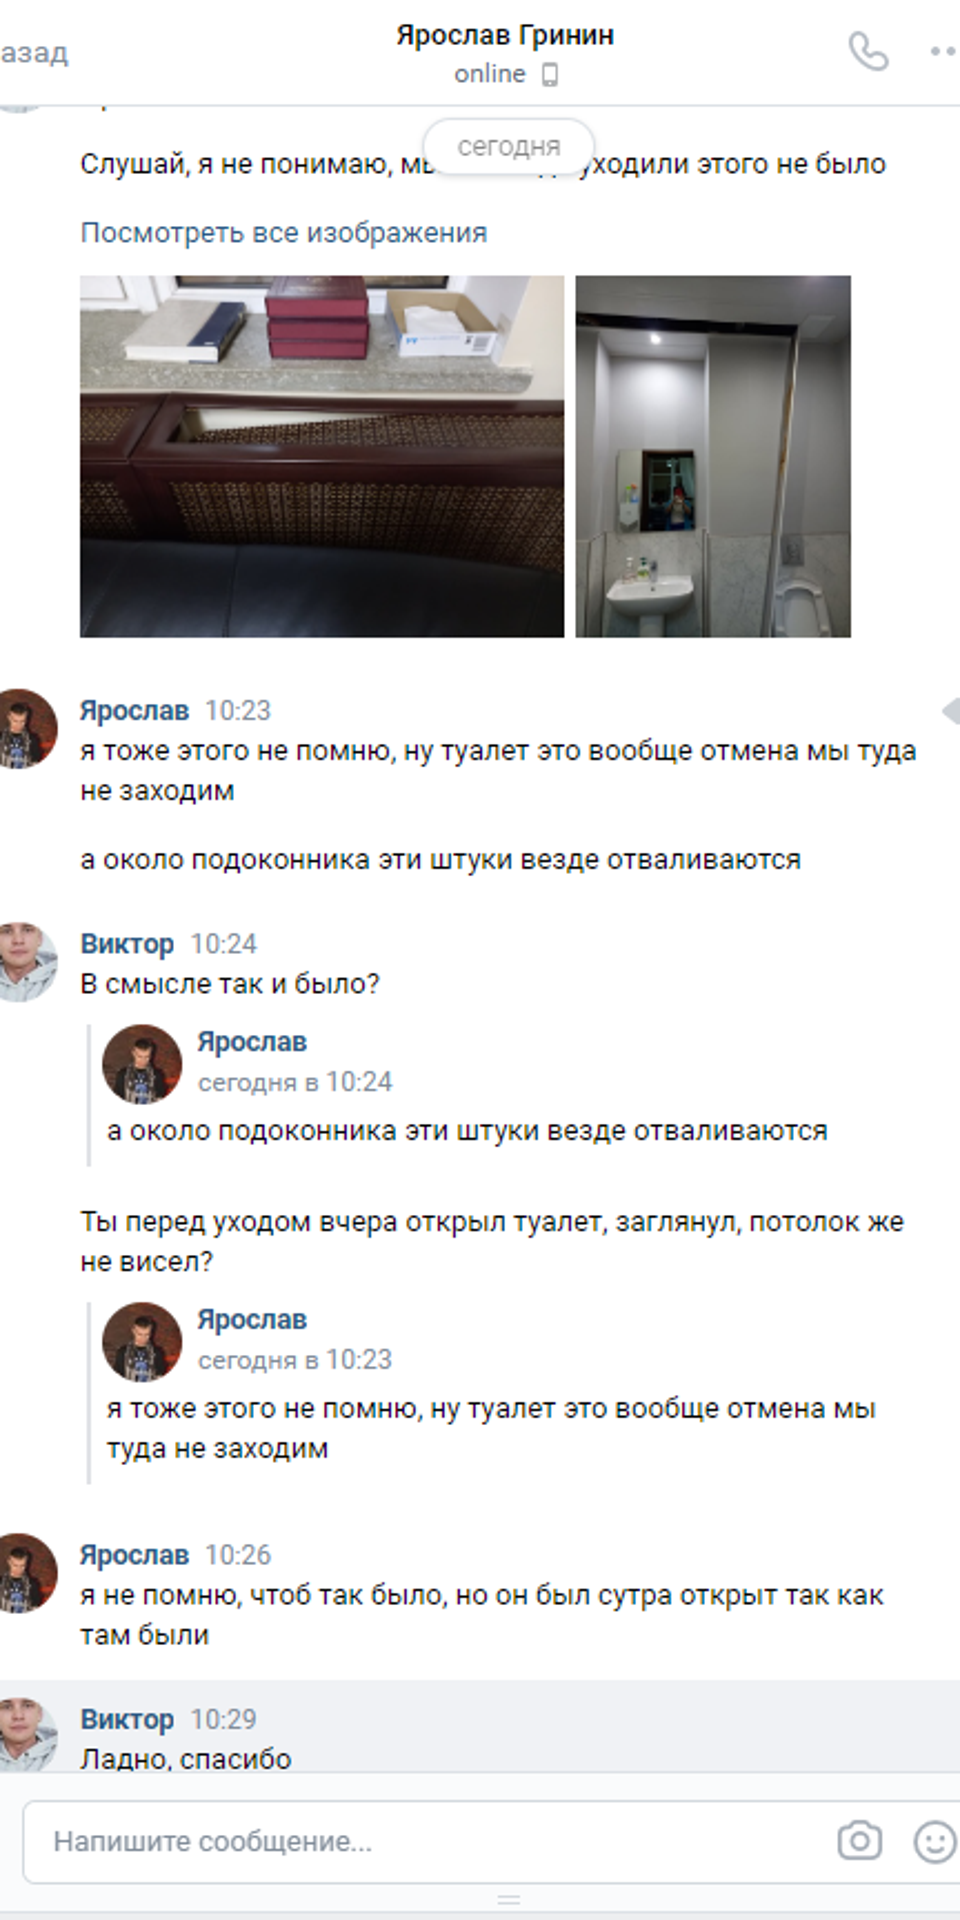 азад
Ярослав Гринин
online
сегодня
Слушай, я не понимаю, уходили этого не было
Посмотреть все изображения
Ярослав 10:23
я тоже этого не помню, ну туалет это вообще отмена мы туда
не заходим
а около подоконника эти штуки везде отваливаются
Виктор 10:24
В смысле так и было?
Ярослав
сегодня в 10:24
а около подоконника эти штуки везде отваливаются
Ты перед уходом вчера открыл туалет, заглянул, потолок же
не висел?
Ярослав
сегодня в 10:23
я тоже этого не помню, ну туалет это вообще отмена мы
туда не заходим
Ярослав 10:26
я не помню, чтоб так было, но он был сутра открыт так как
там были
Виктор 10:29
Ладно, спасибо
Напишите сообщение...